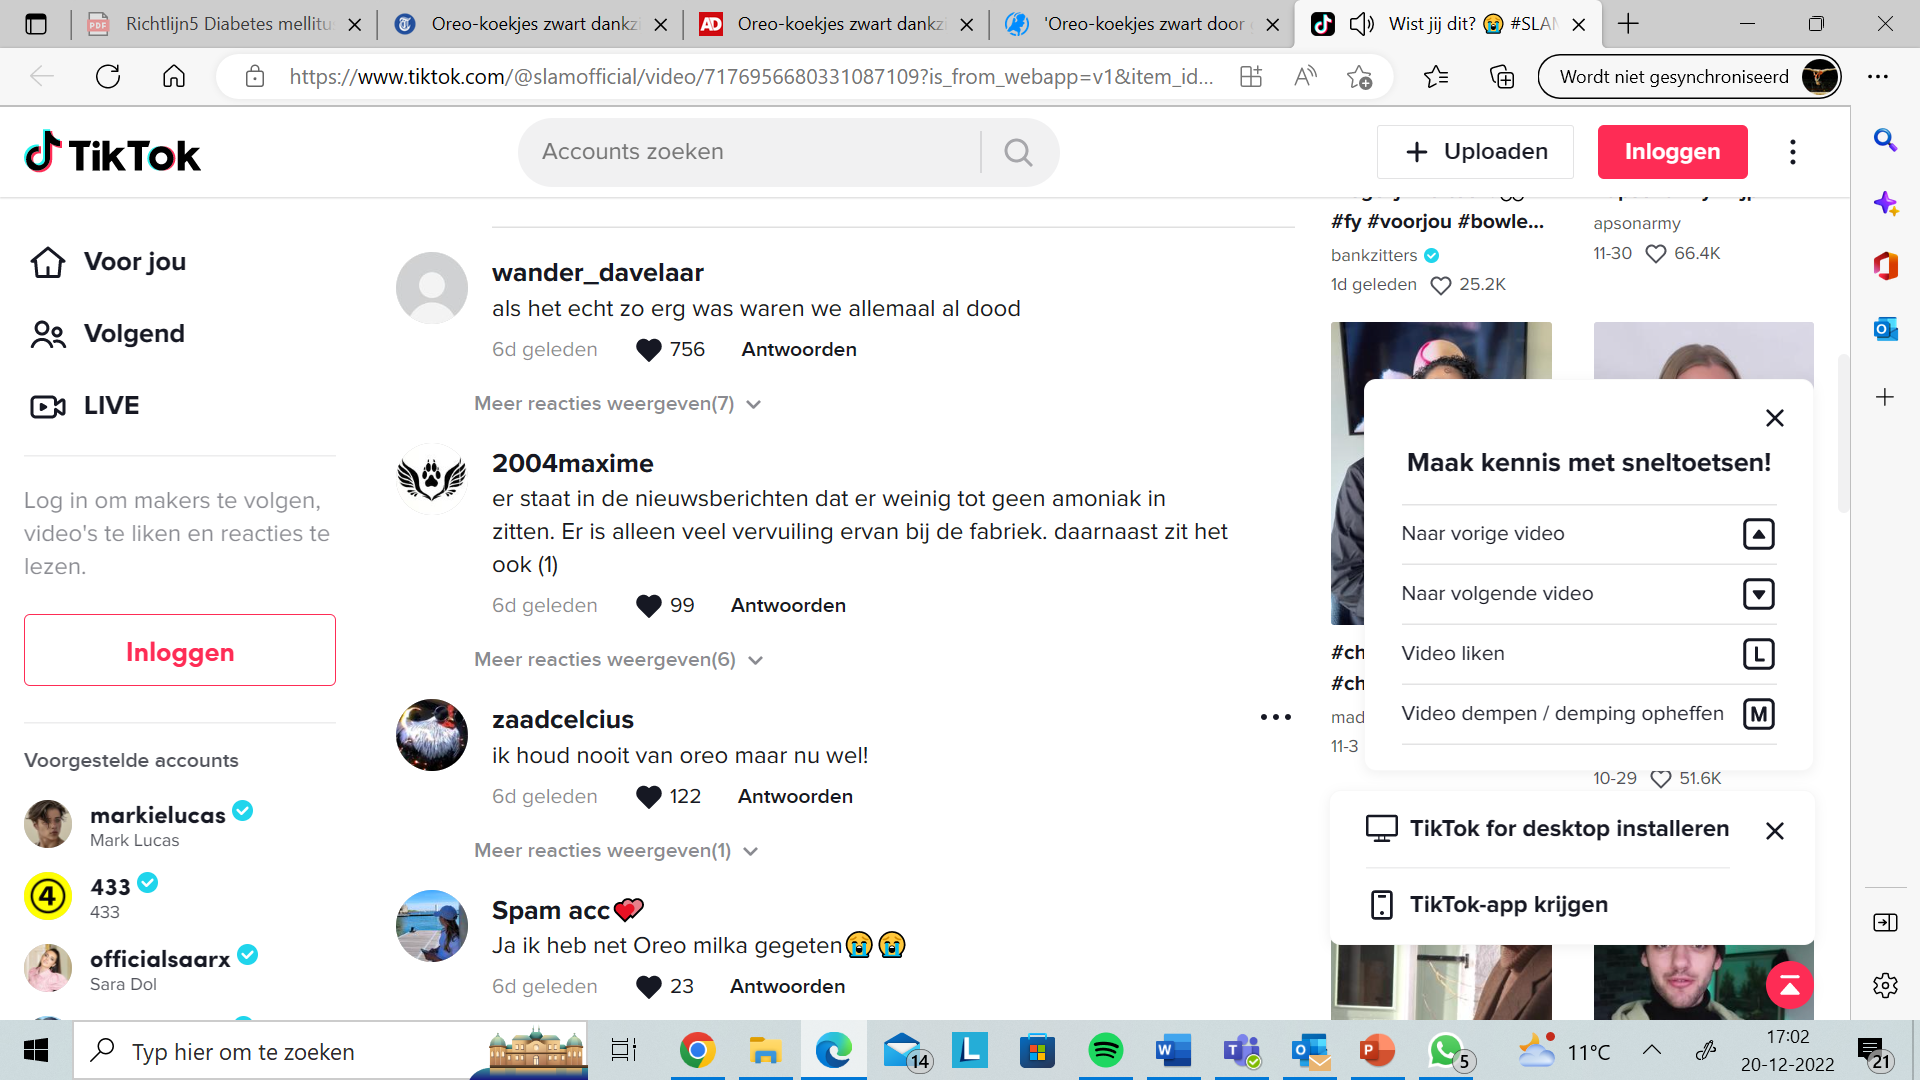 Richtlijn5 Diabetes mellitu
Oreo-koekjes zwart dankz
Oreo-koekjes zwart dankz
'Oreo-koekjes zwart door
Wist jij dit? 😭 #SLAM
https://www.tiktok.com/@slamofficial/video/7176956680331087109?is_from_webapp=v1&item_id...
Wordt niet gesynchroniseerd
TikTok
Accounts zoeken
Uploaden
Inloggen
Voor jou
Volgend
LIVE
Log in om makers te volgen,
video's te liken en reacties te
lezen.
Inloggen
Voorgestelde accounts
markielucas
Mark Lucas
433
433
officialsaarx
Sara Dol
wander_davelaar
als het echt zo erg was waren we allemaal al dood
6d geleden 756 Antwoorden
Meer reacties weergeven(7)
2004maxime
er staat in de nieuwsberichten dat er weinig tot geen amoniak in
zitten. Er is alleen veel vervuiling ervan bij de fabriek. daarnaast zit het
ook (1)
6d geleden 99 Antwoorden
Meer reacties weergeven(6)
zaadcelcius
ik houd nooit van oreo maar nu wel!
6d geleden 122 Antwoorden
Meer reacties weergeven(1)
Spam acc💕
Ja ik heb net Oreo milka gegeten😭😭
6d geleden 23 Antwoorden
#fy #voorjou #bowle...
bankzitters
1d geleden 25.2K
apsonarmy
11-30 66.4K
#ch
#ch
mad
11-3
10-29 51.6K
Maak kennis met sneltoetsen!
Naar vorige video
Naar volgende video
Video liken L
Video dempen / demping opheffen M
TikTok for desktop installeren
TikTok-app krijgen
Typ hier om te zoeken
14
5
11°C
17:02
20-12-2022
21